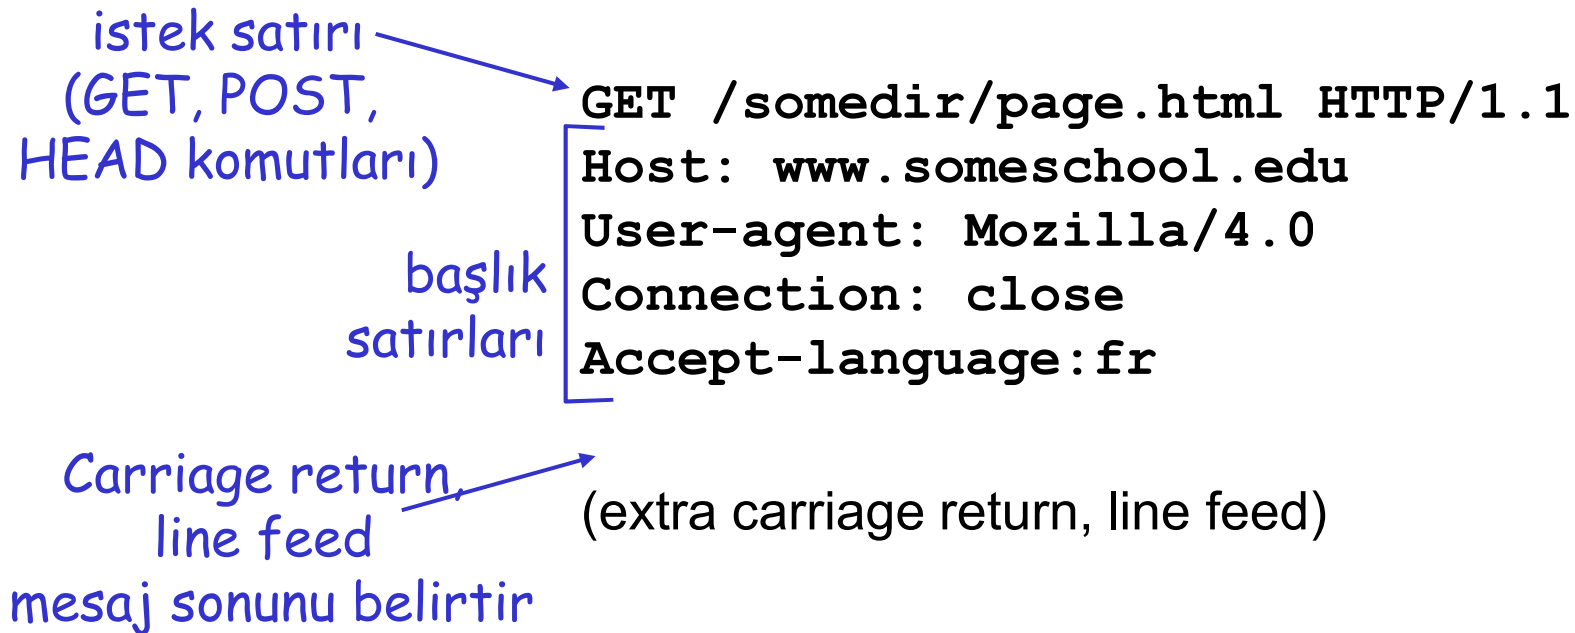 istek satırı
(GET, POST,
HEAD komutları)
GET /somedir/page.html HTTP/1.1
Host: www.someschool.edu
User-agent: Mozilla/4.0
Connection: close
Accept-language:fr
başlık
satırları
Carriage return,
line feed
mesaj sonunu belirtir
(extra carriage return, line feed)